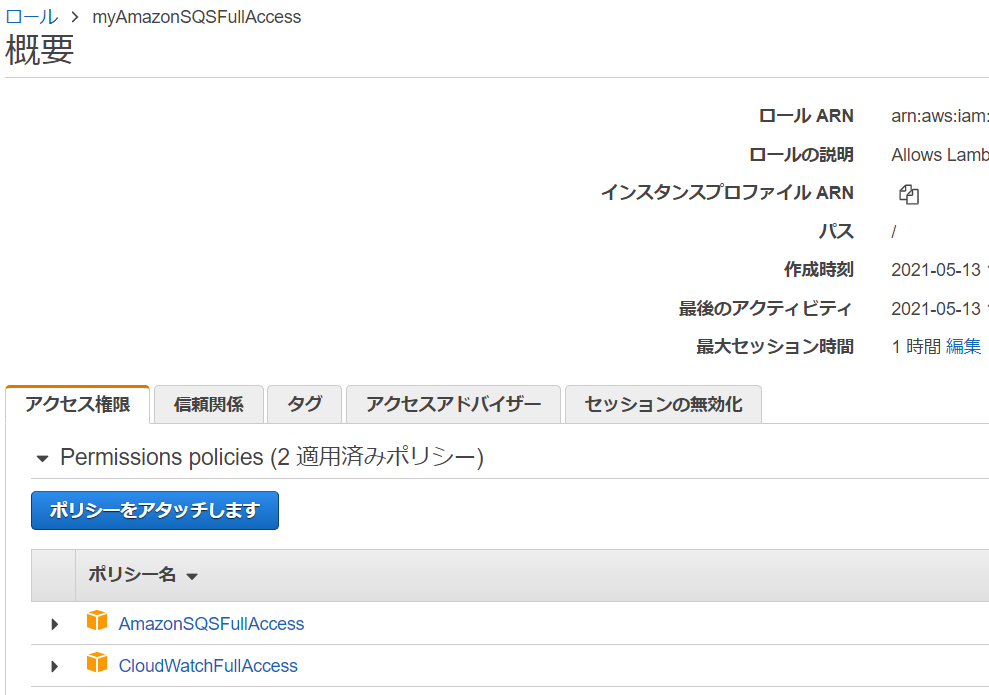 ロール > myAmazonSQSFullAccess
概要
ロール ARN arn:aws:iam:
ロールの説明 Allows Lamb
インスタンスプロファイル ARN
パス /
作成時刻 2021-05-13
最後のアクティビティ 2021-05-13
最大セッション時間 1 時間 編集
アクセス権限 信頼関係 タグ アクセスアドバイザー セッションの無効化
Permissions policies (2 適用済みポリシー)
ポリシーをアタッチします
ポリシー名
AmazonSQSFullAccess
CloudWatchFullAccess